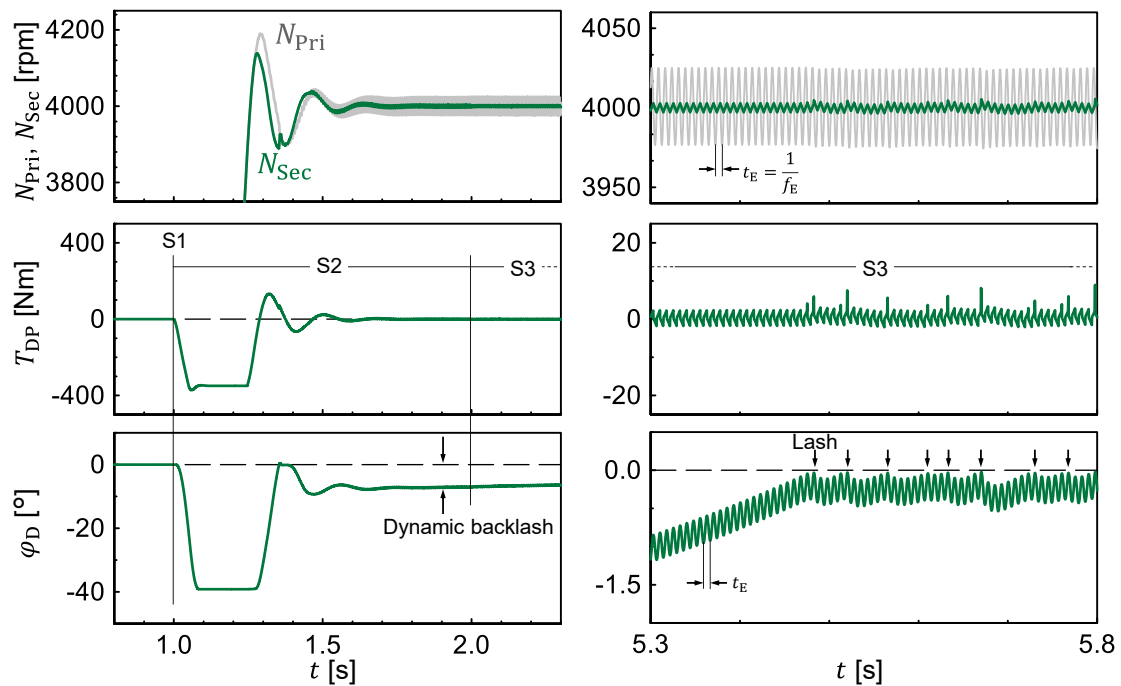 N_Pri, N_Sec [rpm]
4200
4000
3800
N_Pri
N_Sec
4050
4000
3950
t_E = 1/f_E
T_DP [Nm]
400
0
-400
S1
S2
S3
20
0
-20
S3
φ_D [°]
0
-20
-40
Dynamic backlash
1.0 1.5 2.0
t [s]
0.0
-1.5
Lash
t_E
5.3 5.8
t [s]